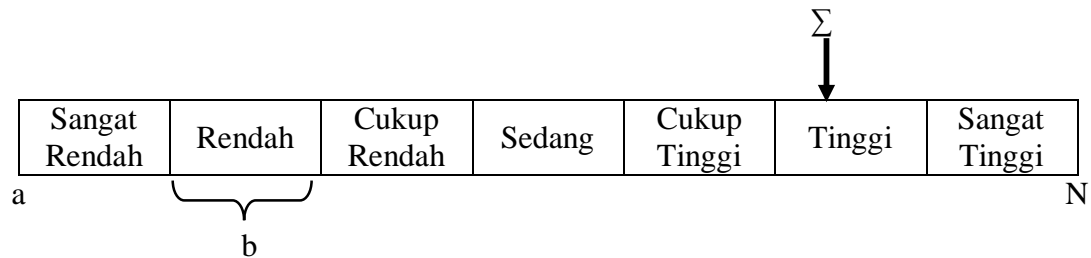 ∑
Sangat
Rendah
Rendah
Cukup
Rendah
Sedang
Cukup
Tinggi
Tinggi
Sangat
Tinggi
a
N
b